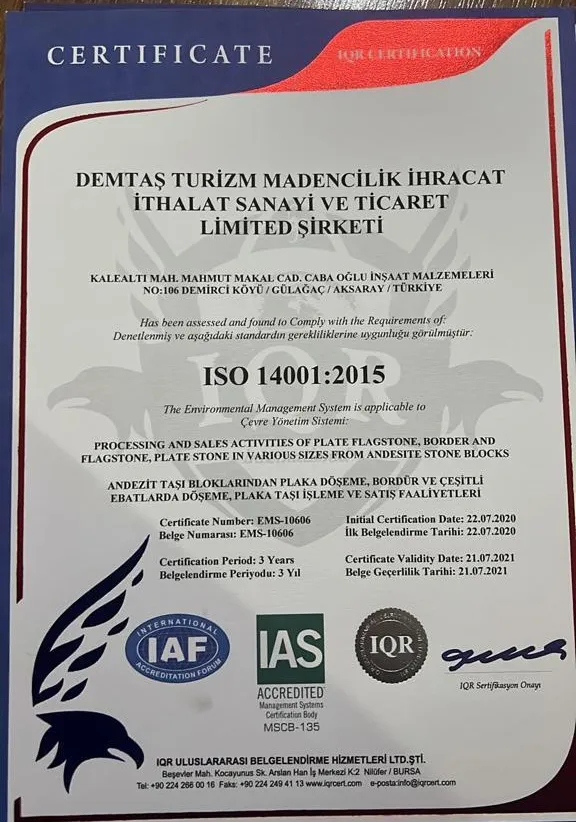 CERTIFICATE
IQR CERTIFICATION
DEMTAŞ TURİZM MADENCİLİK İHRACAT
İTHALAT SANAYİ VE TİCARET
LİMİTED ŞİRKETİ
KALEALTI MAH. MAHMUT MAKAL CAD. CABA OĞLU İNŞAAT MALZEMELERİ
NO:106 DEMİRCİ KÖYÜ / GÜLAĞAÇ / AKSARAY / TÜRKİYE
Has been assessed and found to Comply with the Requirements of:
Denetlenmiş ve aşağıdaki standardın gerekliliklerine uygunluğu görülmüştür:
IQR
ISO 14001:2015
The Environmental Management System is applicable to
Çevre Yönetim Sistemi:
PROCESSING AND SALES ACTIVITIES OF PLATE FLAGSTONE, BORDER AND
FLAGSTONE, PLATE STONE IN VARIOUS SIZES FROM ANDESITE STONE BLOCKS
ANDEZİT TAŞI BLOKLARINDAN PLAKA DÖŞEME, BORDÜR VE ÇEŞİTLİ
EBATLARDA DÖŞEME, PLAKA TAŞI İŞLEME VE SATIŞ FAALİYETLERİ
Certificate Number: EMS-10606
Belge Numarası: EMS-10606
Initial Certification Date: 22.07.2020
İlk Belgelendirme Tarihi: 22.07.2020
Certification Period: 3 Years
Belgelendirme Periyodu: 3 Yıl
Certificate Validity Date: 21.07.2021
Belge Geçerlilik Tarihi: 21.07.2021
INTERNATIONAL
IAF
ACCREDITATION FORUM
IAS
ACCREDITED
Management Systems
Certification Body
MSCB-135
IQR
IQR Sertifikasyon Onayı
IQR ULUSLARARASI BELGELENDİRME HİZMETLERİ LTD.ŞTİ.
Beşevler Mah. Kocayunus Sk. Arslan Han İş Merkezi K:2 Nilüfer / BURSA
Tel: +90 224 266 00 16 Faks: +90 224 249 41 13 www.iqrcert.com e-posta:info@iqrcert.com